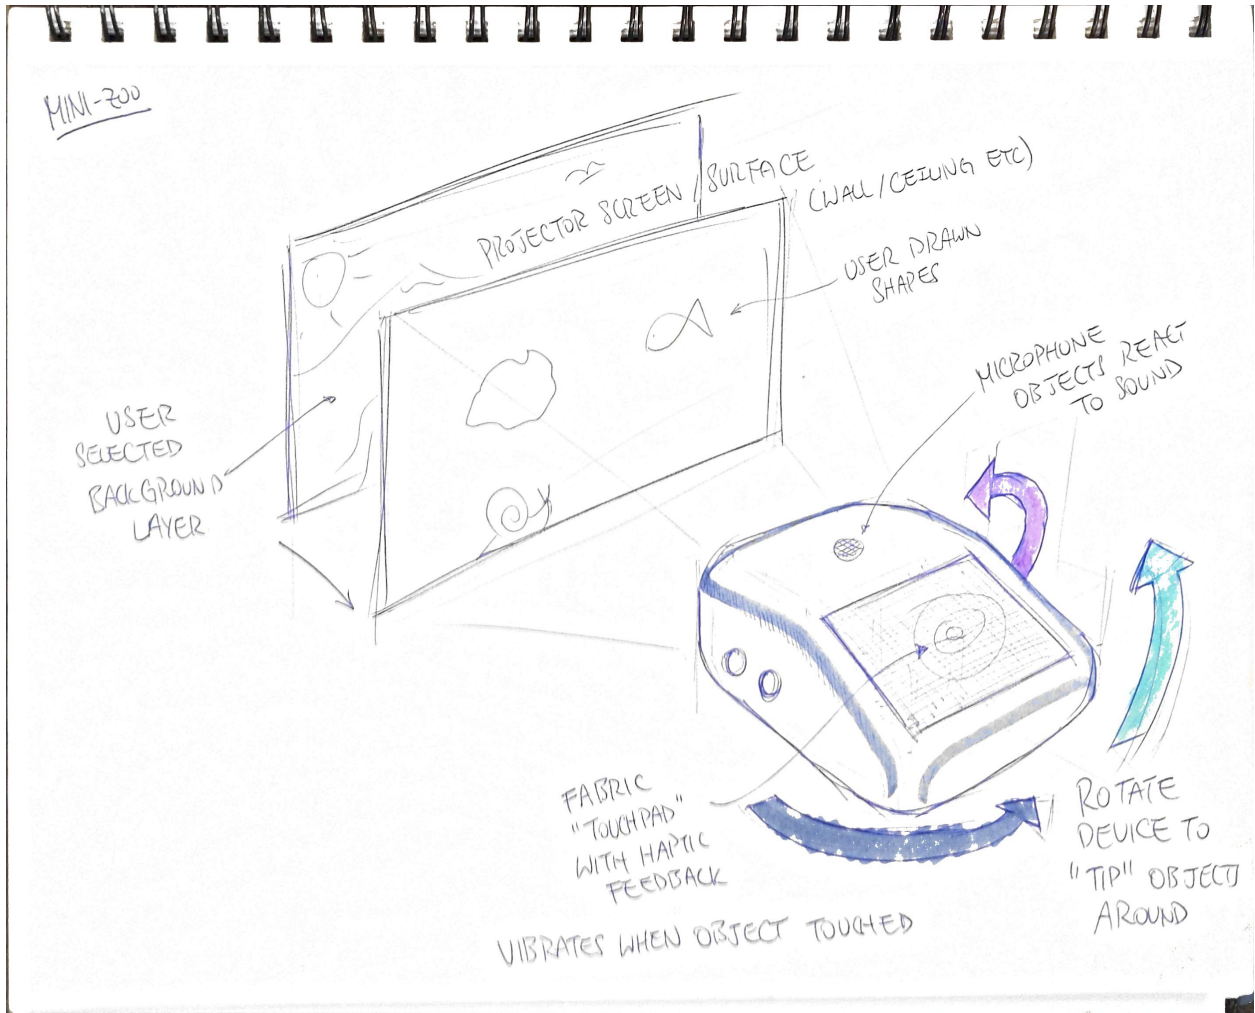 MINI-ZOO
PROJECTOR SCREEN/SURFACE
(WALL/CEILING ETC)
USER DRAWN
SHAPES
MICROPHONE
OBJECTS REACT
TO SOUND
USER
SELECTED
BACKGROUND
LAYER
FABRIC
"TOUCHPAD"
WITH HAPTIC
FEEDBACK
VIBRATES WHEN OBJECT TOUCHED
ROTATE
DEVICE TO
"TIP" OBJECTS
AROUND